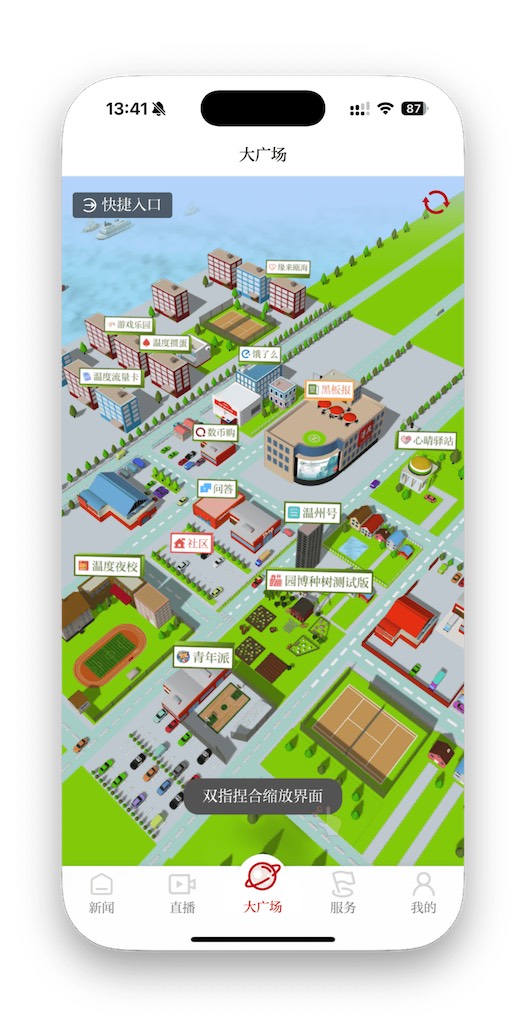 13:41
87
大广场
快捷入口
缘来瓯海
游戏乐园
温度掼蛋
饿了么
温度流量卡
黑板报
数币购
心晴驿站
问答
温州号
社区
温度夜校
园博种树测试版
青年派
双指捏合缩放界面
新闻
直播
大广场
服务
我的